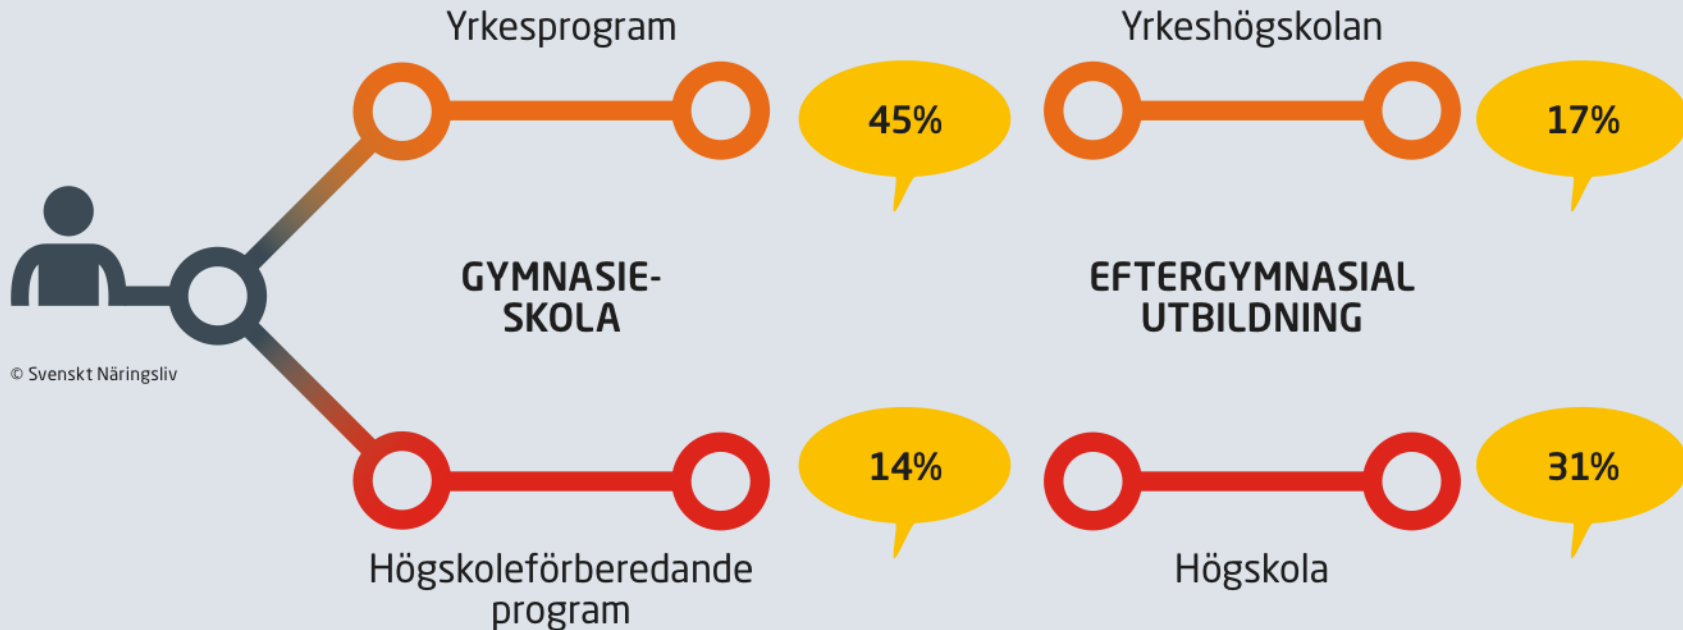 Yrkesprogram
Yrkeshögskolan
45%
17%
GYMNASIE-
SKOLA
EFTERGYMNASIAL
UTBILDNING
© Svenskt Näringsliv
14%
31%
Högskoleförberedande
program
Högskola